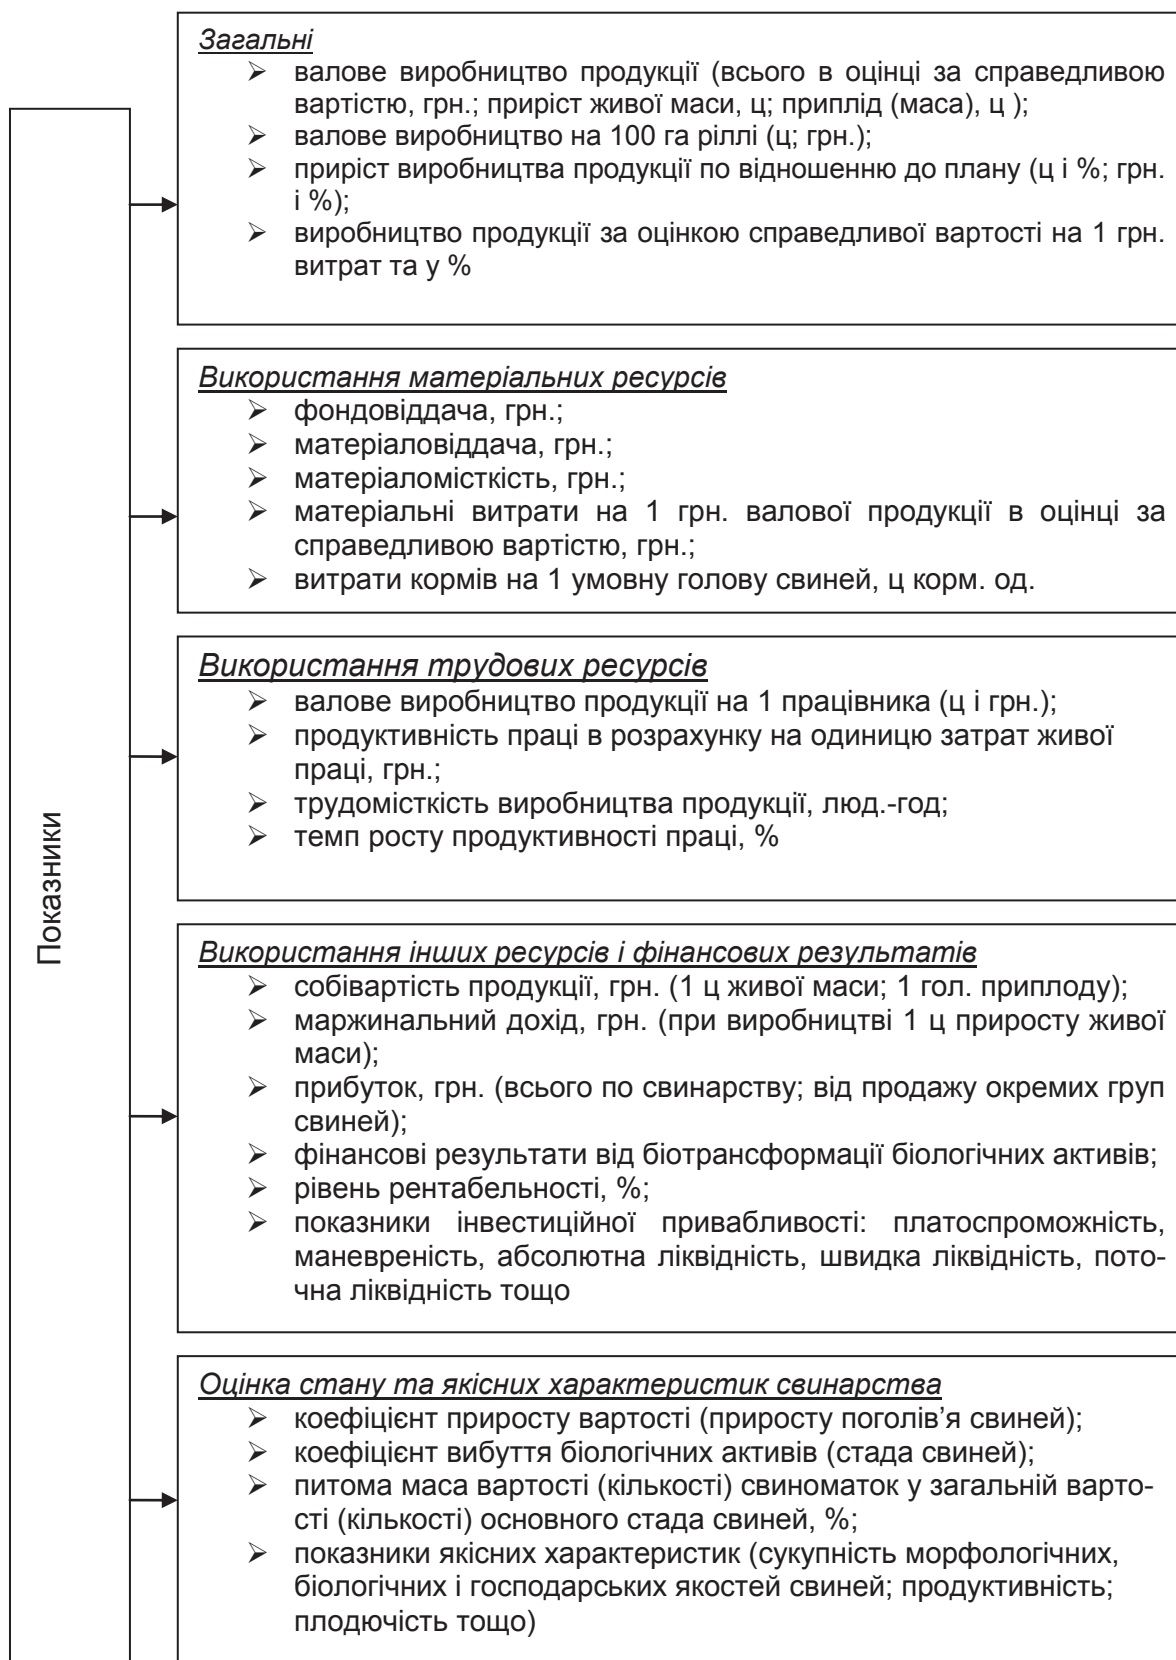 Показники
Загальні
➢ валове виробництво продукції (всього в оцінці за справедливою
вартістю, грн.; приріст живої маси, ц; приплід (маса), ц );
➢ валове виробництво на 100 га ріллі (ц; грн.);
➢ приріст виробництва продукції по відношенню до плану (ц і %; грн.
і %);
➢ виробництво продукції за оцінкою справедливої вартості на 1 грн.
витрат та у %
Використання матеріальних ресурсів
➢ фондовіддача, грн.;
➢ матеріаловіддача, грн.;
➢ матеріаломісткість, грн.;
➢ матеріальні витрати на 1 грн. валової продукції в оцінці за
справедливою вартістю, грн.;
➢ витрати кормів на 1 умовну голову свиней, ц корм. од.
Використання трудових ресурсів
➢ валове виробництво продукції на 1 працівника (ц і грн.);
➢ продуктивність праці в розрахунку на одиницю затрат живої
праці, грн.;
➢ трудомісткість виробництва продукції, люд.-год;
➢ темп росту продуктивності праці, %
Використання інших ресурсів і фінансових результатів
➢ собівартість продукції, грн. (1 ц живої маси; 1 гол. приплоду);
➢ маржинальний дохід, грн. (при виробництві 1 ц приросту живої
маси);
➢ прибуток, грн. (всього по свинарству; від продажу окремих груп
свиней);
➢ фінансові результати від біотрансформації біологічних активів;
➢ рівень рентабельності, %;
➢ показники інвестиційної привабливості: платоспроможність,
маневреність, абсолютна ліквідність, швидка ліквідність, пото-
чна ліквідність тощо
Оцінка стану та якісних характеристик свинарства
➢ коефіцієнт приросту вартості (приросту поголів’я свиней);
➢ коефіцієнт вибуття біологічних активів (стада свиней);
➢ питома маса вартості (кількості) свиноматок у загальній варто-
сті (кількості) основного стада свиней, %;
➢ показники якісних характеристик (сукупність морфологічних,
біологічних і господарських якостей свиней; продуктивність;
плодючість тощо)